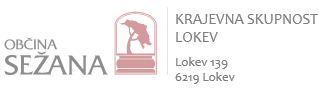 OBČINA
SEŽANA
KRAJEVNA SKUPNOST
LOKEV
Lokev 139
6219 Lokev